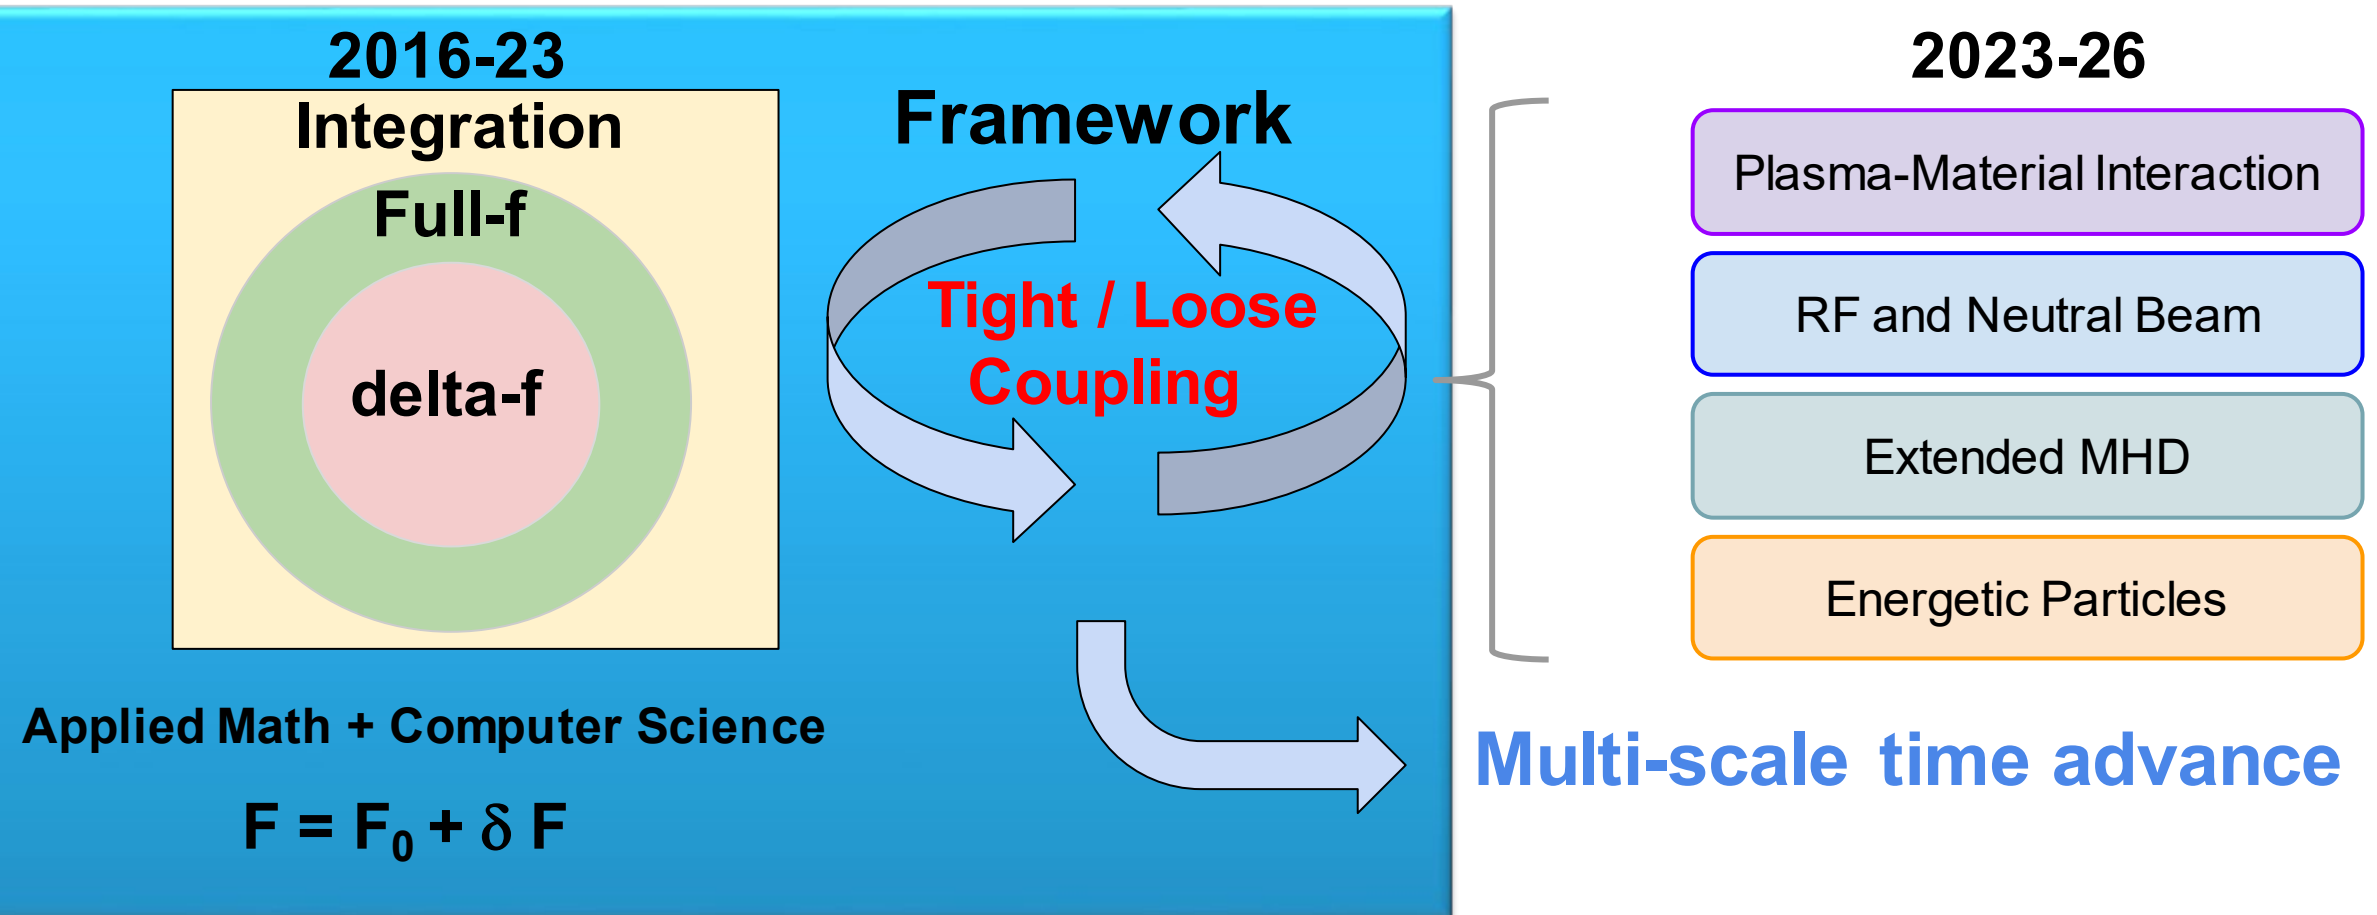 2016-23
Integration
Full-f
delta-f
Applied Math + Computer Science
F = F₀ + δ F
Framework
Tight / Loose
Coupling
2023-26
Plasma-Material Interaction
RF and Neutral Beam
Extended MHD
Energetic Particles
Multi-scale time advance